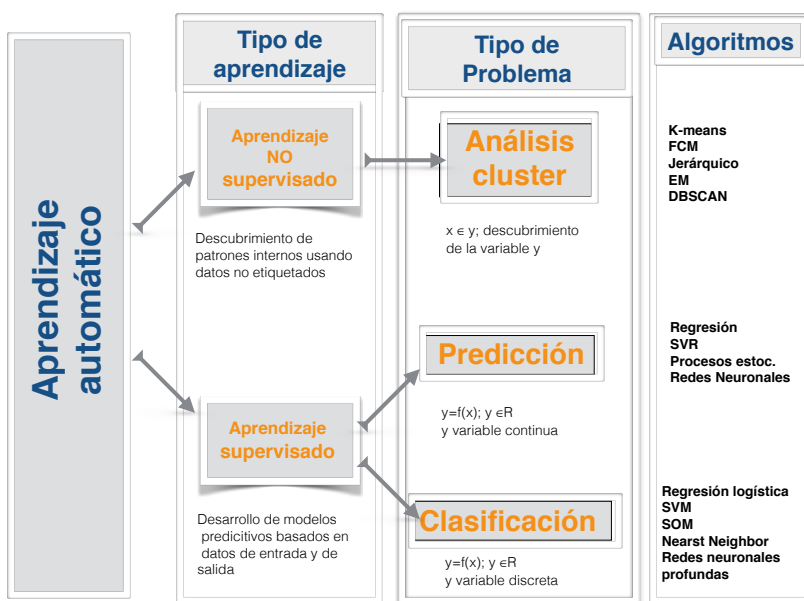 Aprendizaje
automático
Tipo de
aprendizaje
Aprendizaje
NO
supervisado
Descubrimiento de
patrones internos usando
datos no etiquetados
Aprendizaje
supervisado
Desarrollo de modelos
predicitivos basados en
datos de entrada y de
salida
Tipo de
Problema
Análisis
cluster
x ∈ y; descubrimiento
de la variable y
Predicción
y=f(x); y ∈R
y variable continua
Clasificación
y=f(x); y ∈R
y variable discreta
Algoritmos
K-means
FCM
Jerárquico
EM
DBSCAN
Regresión
SVR
Procesos estoc.
Redes Neuronales
Regresión logística
SVM
SOM
Nearst Neighbor
Redes neuronales
profundas